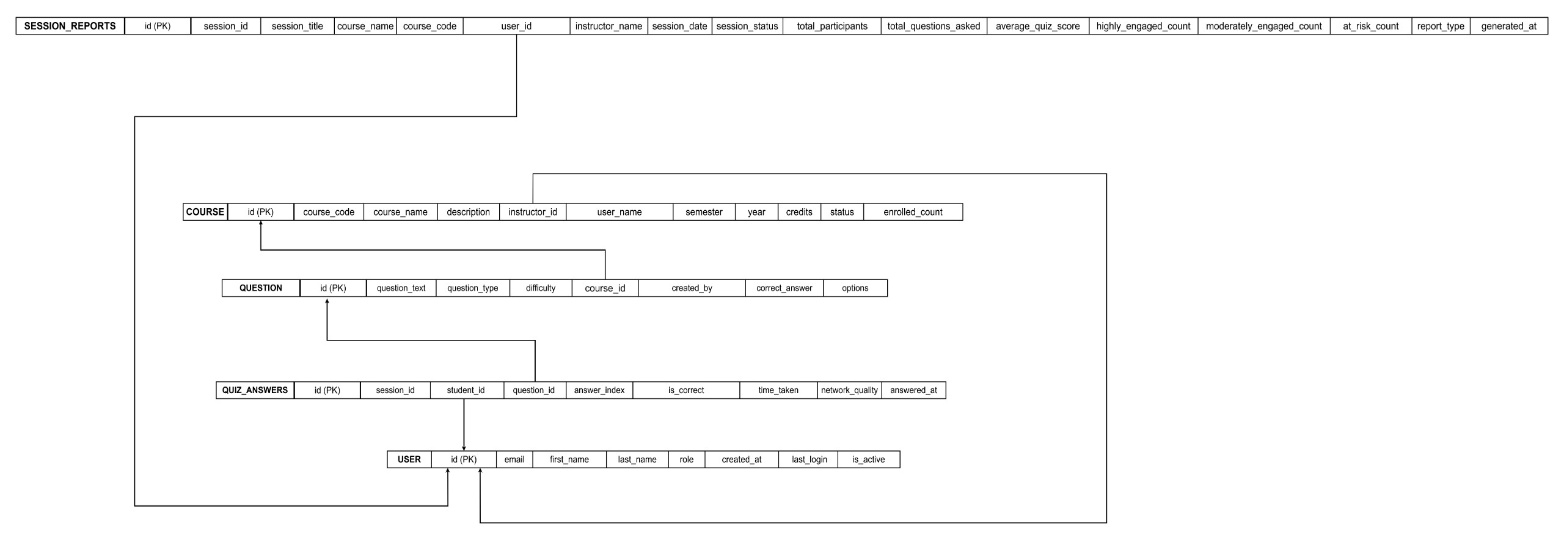 SESSION_REPORTS id (PK) session_id session_title course_name course_code user_id instructor_name session_date session_status total_participants total_questions_asked average_quiz_score highly_engaged_count moderately_engaged_count at_risk_count report_type generated_at
COURSE id (PK) course_code course_name description instructor_id user_name semester year credits status enrolled_count
QUESTION id (PK) question_text question_type difficulty course_id created_by correct_answer options
QUIZ_ANSWERS id (PK) session_id student_id question_id answer_index is_correct time_taken network_quality answered_at
USER id (PK) email first_name last_name role created_at last_login is_active